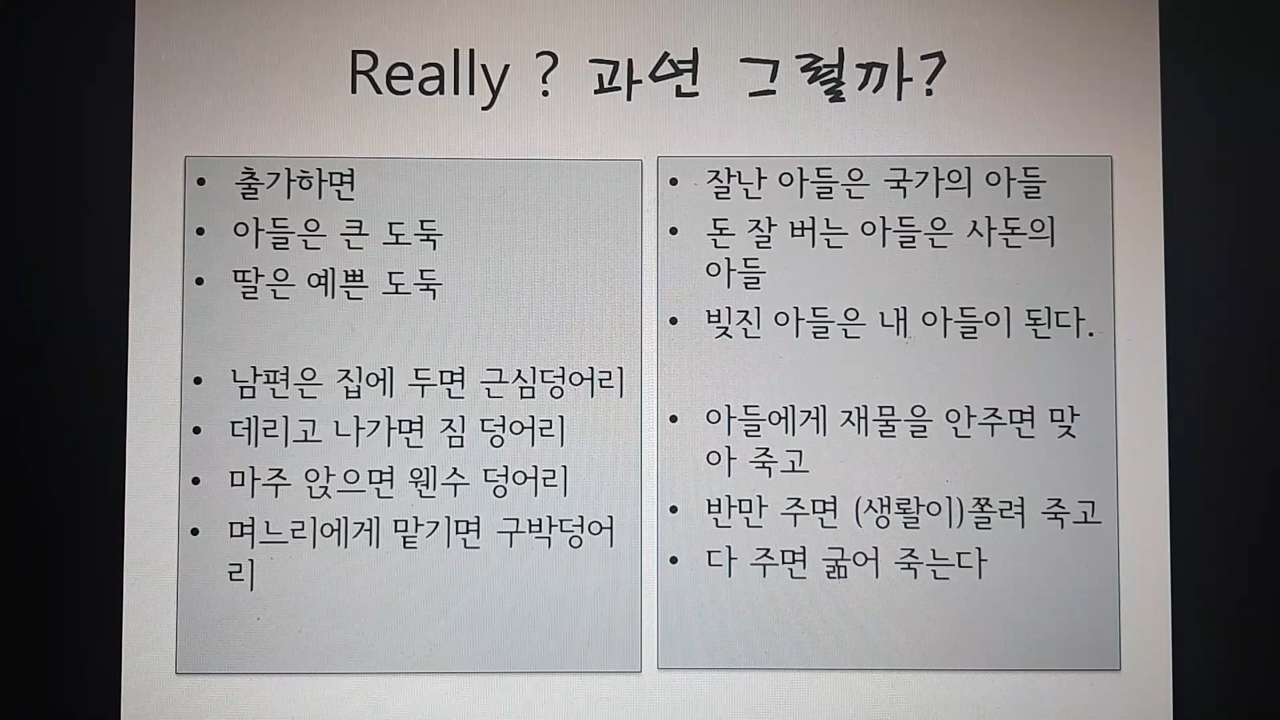 Really ? 과연 그럴까?
• 출가하면
• 아들은 큰 도둑
• 딸은 예쁜 도둑
• 남편은 집에 두면 근심덩어리
• 데리고 나가면 짐 덩어리
• 마주 앉으면 웬수 덩어리
• 며느리에게 맡기면 구박덩어
리
• 잘난 아들은 국가의 아들
• 돈 잘 버는 아들은 사돈의
아들
• 빚진 아들은 내 아들이 된다.
• 아들에게 재물을 안주면 맞
아 죽고
• 반만 주면 (생롸이)쫄려 죽고
• 다 주면 굶어 죽는다